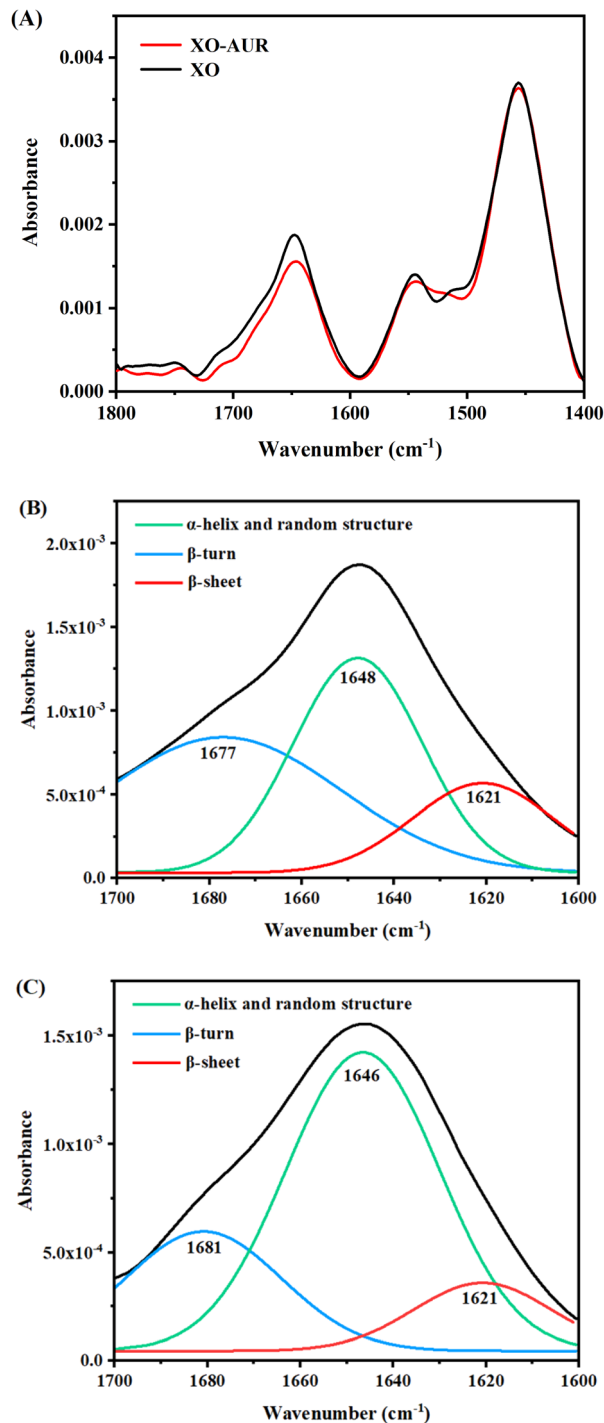 (A)
XO-AUR
XO
0.004
0.003
0.002
0.001
0.000
Absorbance
1800 1700 1600 1500 1400
Wavenumber (cm⁻¹)
(B)
α-helix and random structure
β-turn
β-sheet
2.0x10⁻³
1.5x10⁻³
1.0x10⁻³
5.0x10⁻⁴
0.0
Absorbance
1648
1677
1621
1700 1680 1660 1640 1620 1600
Wavenumber (cm⁻¹)
(C)
α-helix and random structure
β-turn
β-sheet
1.5x10⁻³
1.0x10⁻³
5.0x10⁻⁴
0.0
Absorbance
1646
1681
1621
1700 1680 1660 1640 1620 1600
Wavenumber (cm⁻¹)